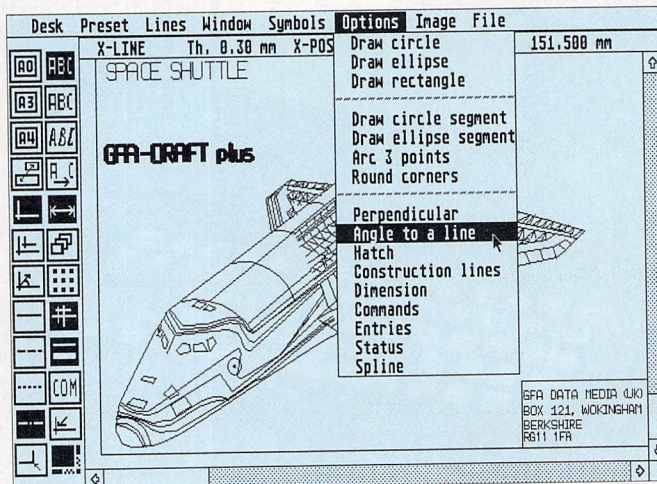 Desk Preset Lines Window Symbols Options Image File
X-LINE Th. 0.30 mm X-POS 151.500 mm
SPACE SHUTTLE
GFA-DRAFT plus
A0 ABC
A3 ABC
A4 ABC
A C
COM
Draw circle
Draw ellipse
Draw rectangle
Draw circle segment
Draw ellipse segment
Arc 3 points
Round corners
Perpendicular
Angle to a line
Hatch
Construction lines
Dimension
Commands
Entries
Status
Spline
GFA DATA MEDIA (UK)
BOX 121, WOKINGHAM
BERKSHIRE
RG11 1FA